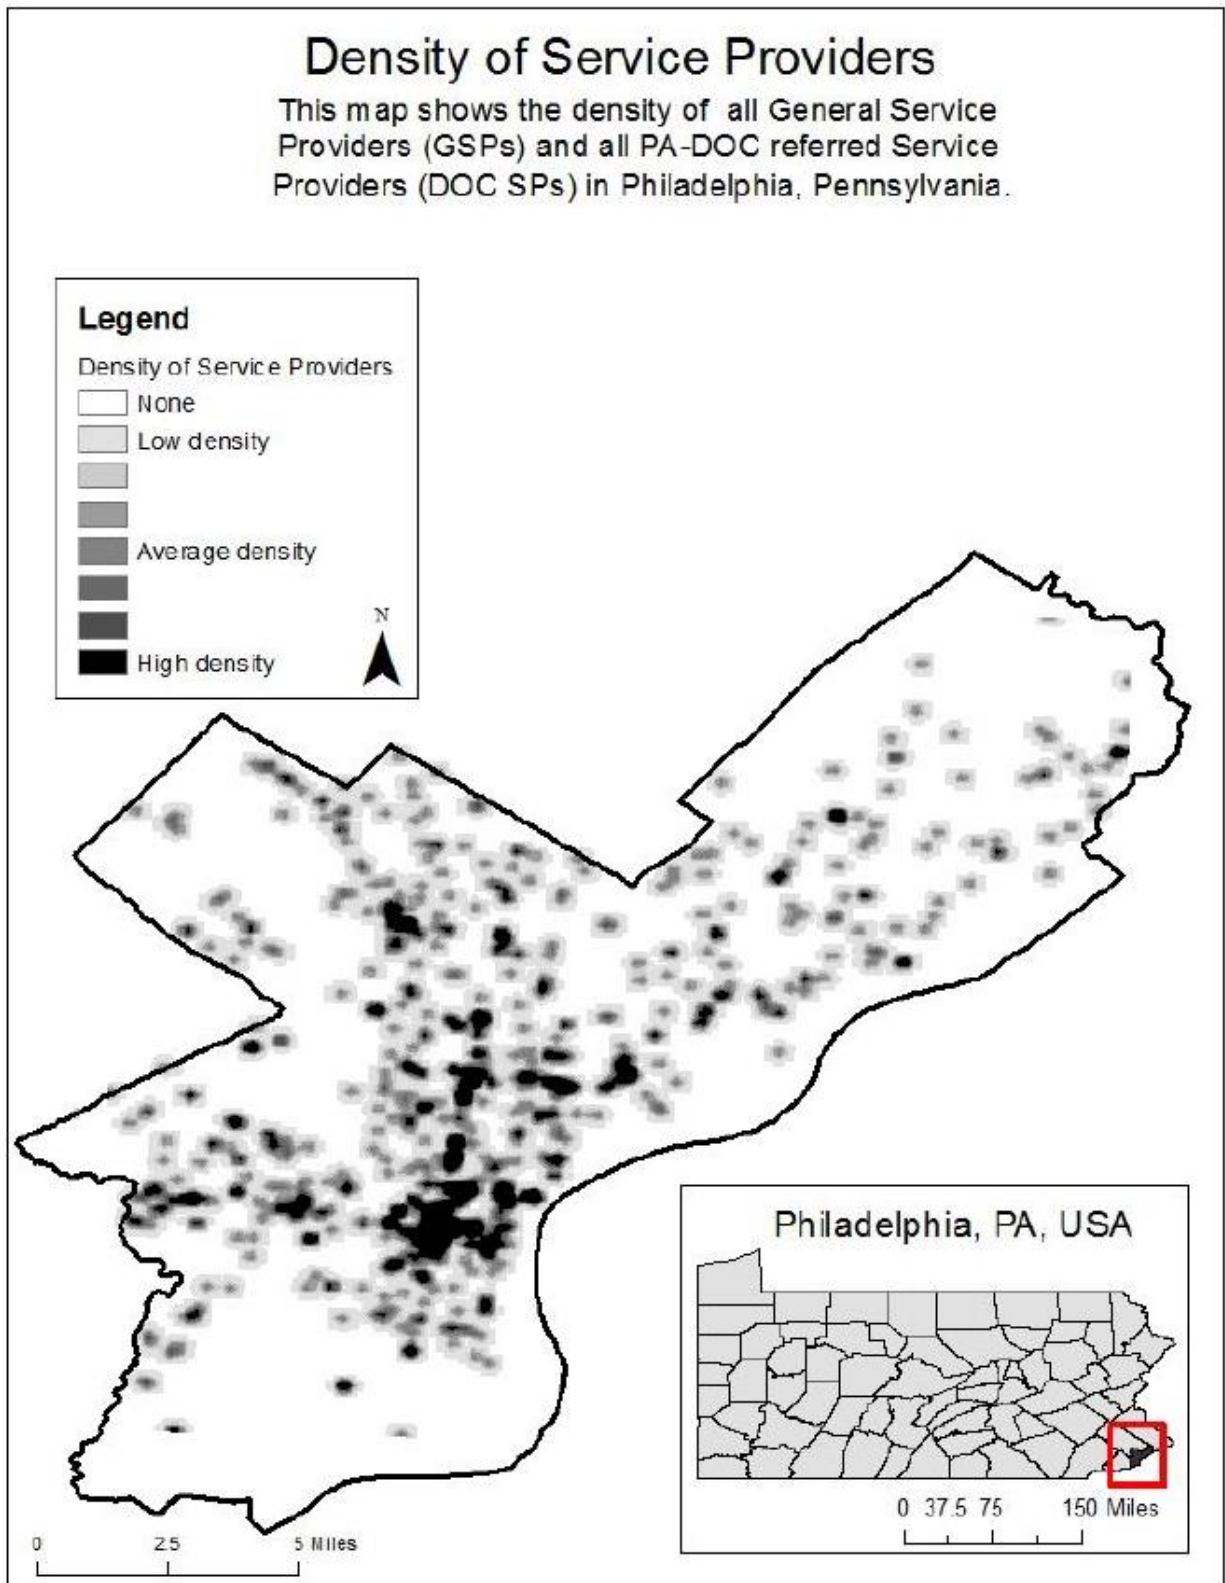 Density of Service Providers
This map shows the density of all General Service
Providers (GSPs) and all PA-DOC referred Service
Providers (DOC SPs) in Philadelphia, Pennsylvania.
Legend
Density of Service Providers
None
Low density
Average density
High density
N
Philadelphia, PA, USA
0 37.5 75 150 Miles
0 2.5 5 Miles